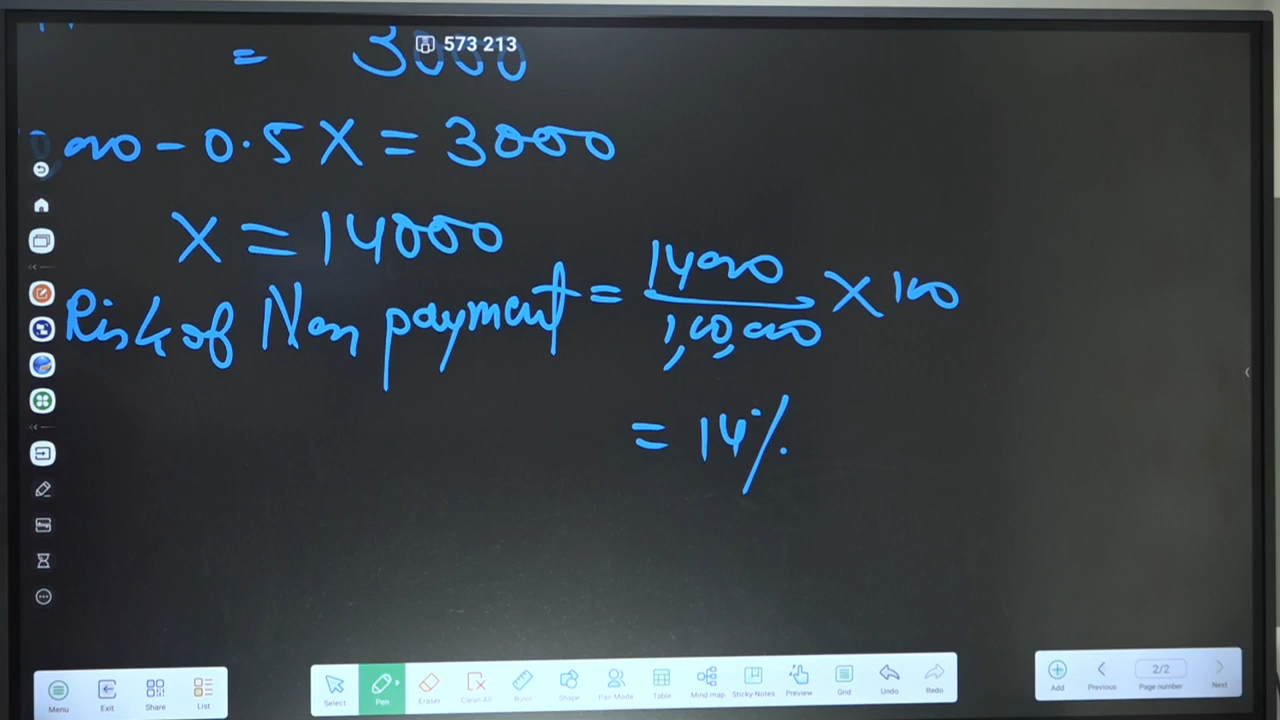 573 213
= 3000
000 - 0.5 X = 3000
X = 14000
Risk of Non payment = 14000 / 1,00,000 X 100
= 14%
Menu Exit Share List
Select Pen Eraser Clean All Ruler Shape Pair Mode Table Mind map Sticky-Notes Preview Grid Undo Redo
Add Previous 2/2 Page number Next